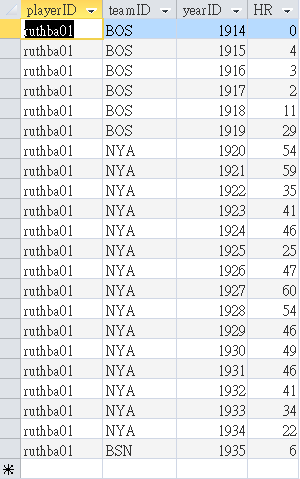 playerID teamID yearID HR
ruthba01 BOS 1914 0
ruthba01 BOS 1915 4
ruthba01 BOS 1916 3
ruthba01 BOS 1917 2
ruthba01 BOS 1918 11
ruthba01 BOS 1919 29
ruthba01 NYA 1920 54
ruthba01 NYA 1921 59
ruthba01 NYA 1922 35
ruthba01 NYA 1923 41
ruthba01 NYA 1924 46
ruthba01 NYA 1925 25
ruthba01 NYA 1926 47
ruthba01 NYA 1927 60
ruthba01 NYA 1928 54
ruthba01 NYA 1929 46
ruthba01 NYA 1930 49
ruthba01 NYA 1931 46
ruthba01 NYA 1932 41
ruthba01 NYA 1933 34
ruthba01 NYA 1934 22
ruthba01 BSN 1935 6